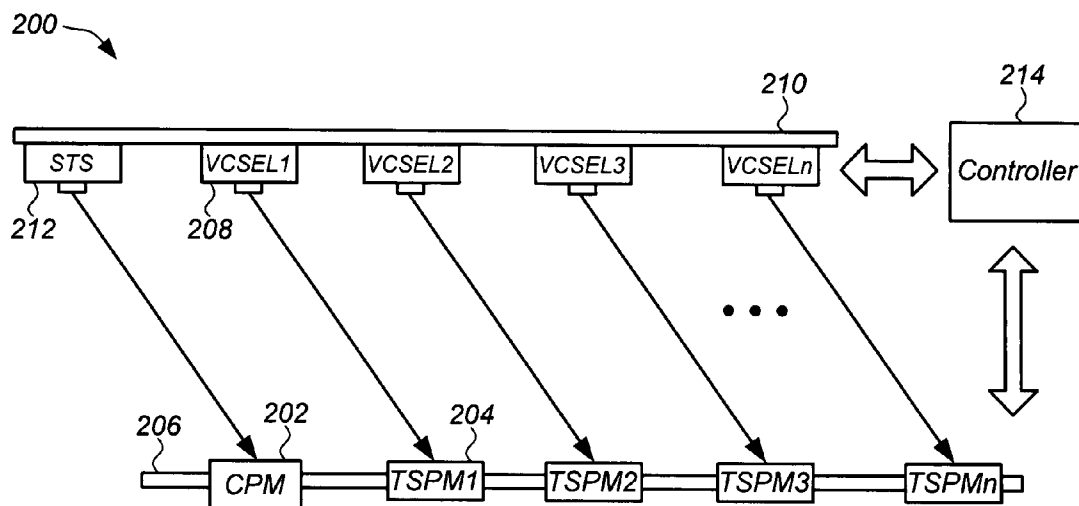 200
210
214
STS
VCSEL1
VCSEL2
VCSEL3
VCSELn
Controller
212
208
• • •
206
202
204
CPM
TSPM1
TSPM2
TSPM3
TSPMn